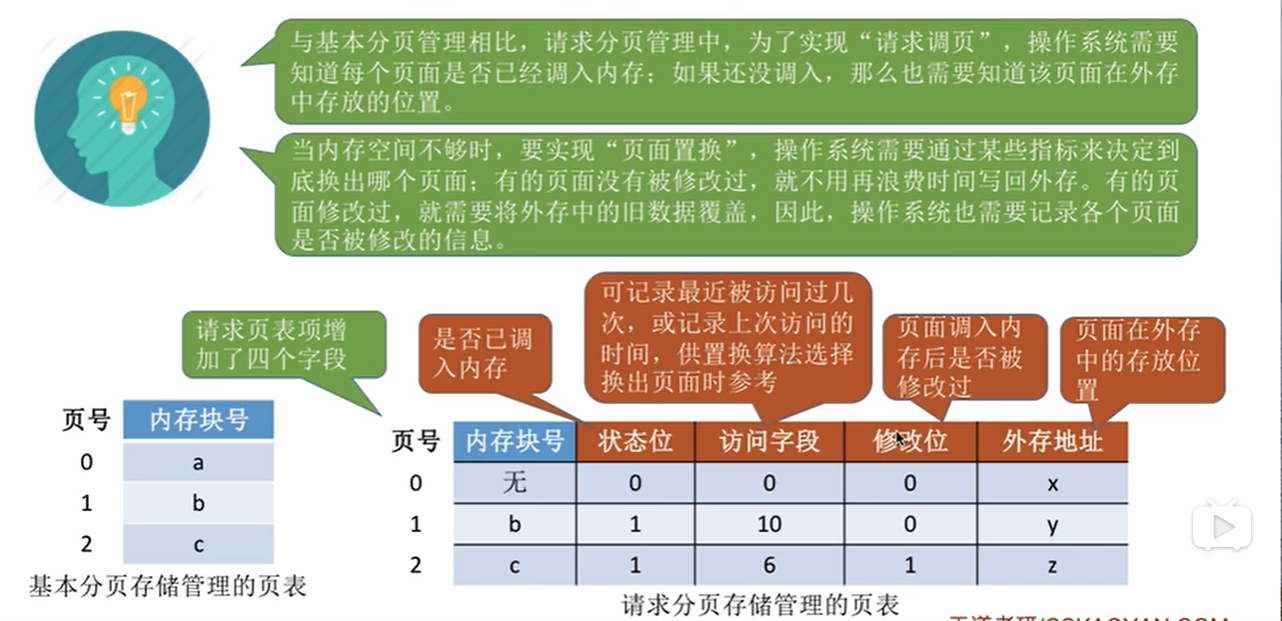 与基本分页管理相比，请求分页管理中，为了实现“请求调页”，操作系统需要
知道每个页面是否已经调入内存；如果还没调入，那么也需要知道该页面在外存
中存放的位置。
当内存空间不够时，要实现“页面置换”，操作系统需要通过某些指标来决定到
底换出哪个页面；有的页面没有被修改过，就不用再浪费时间写回外存。有的页
面修改过，就需要将外存中的旧数据覆盖，因此，操作系统也需要记录各个页面
是否被修改的信息。
请求页表项增
加了四个字段
是否已调
入内存
可记录最近被访问过几
次，或记录上次访问的
时间，供置换算法选择
换出页面时参考
页面调入内
存后是否被
修改过
页面在外存
中的存放位
置
页号 内存块号
0 a
1 b
2 c
基本分页存储管理的页表
页号 内存块号 状态位 访问字段 修改位 外存地址
0 无 0 0 0 x
1 b 1 10 0 y
2 c 1 6 1 z
请求分页存储管理的页表